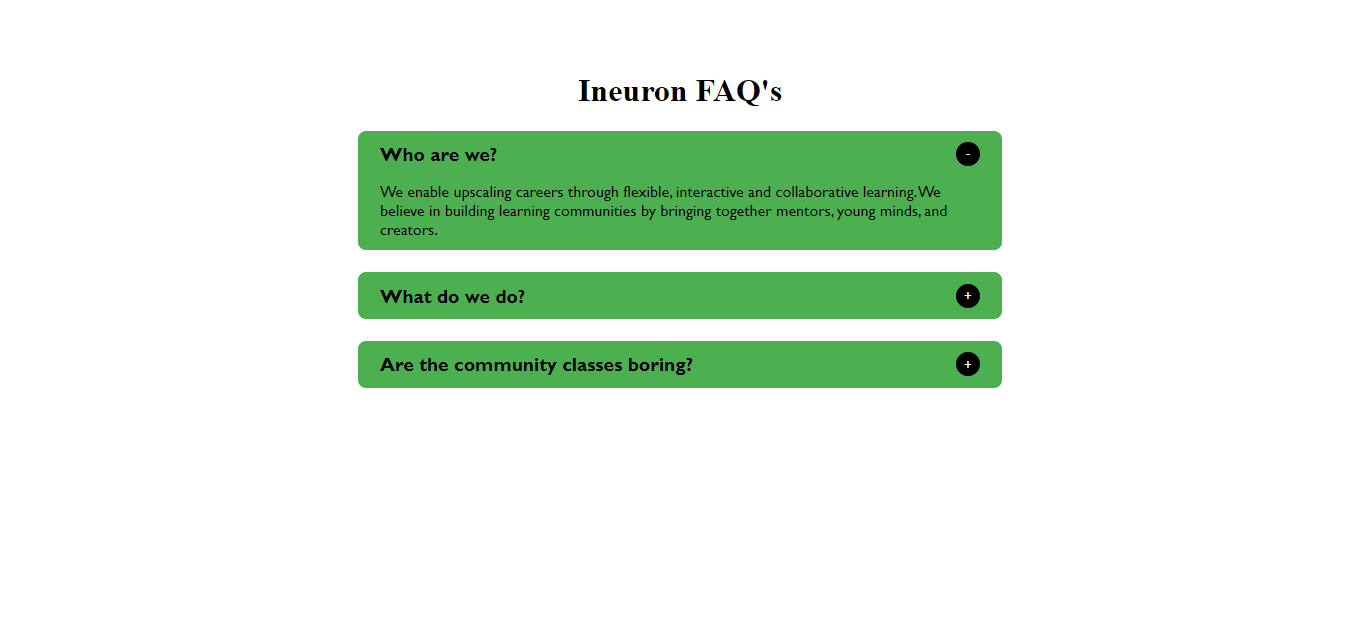 Ineuron FAQ's
Who are we?
-
We enable upscaling careers through flexible, interactive and collaborative learning.We
believe in building learning communities by bringing together mentors, young minds, and
creators.
What do we do?
+
Are the community classes boring?
+